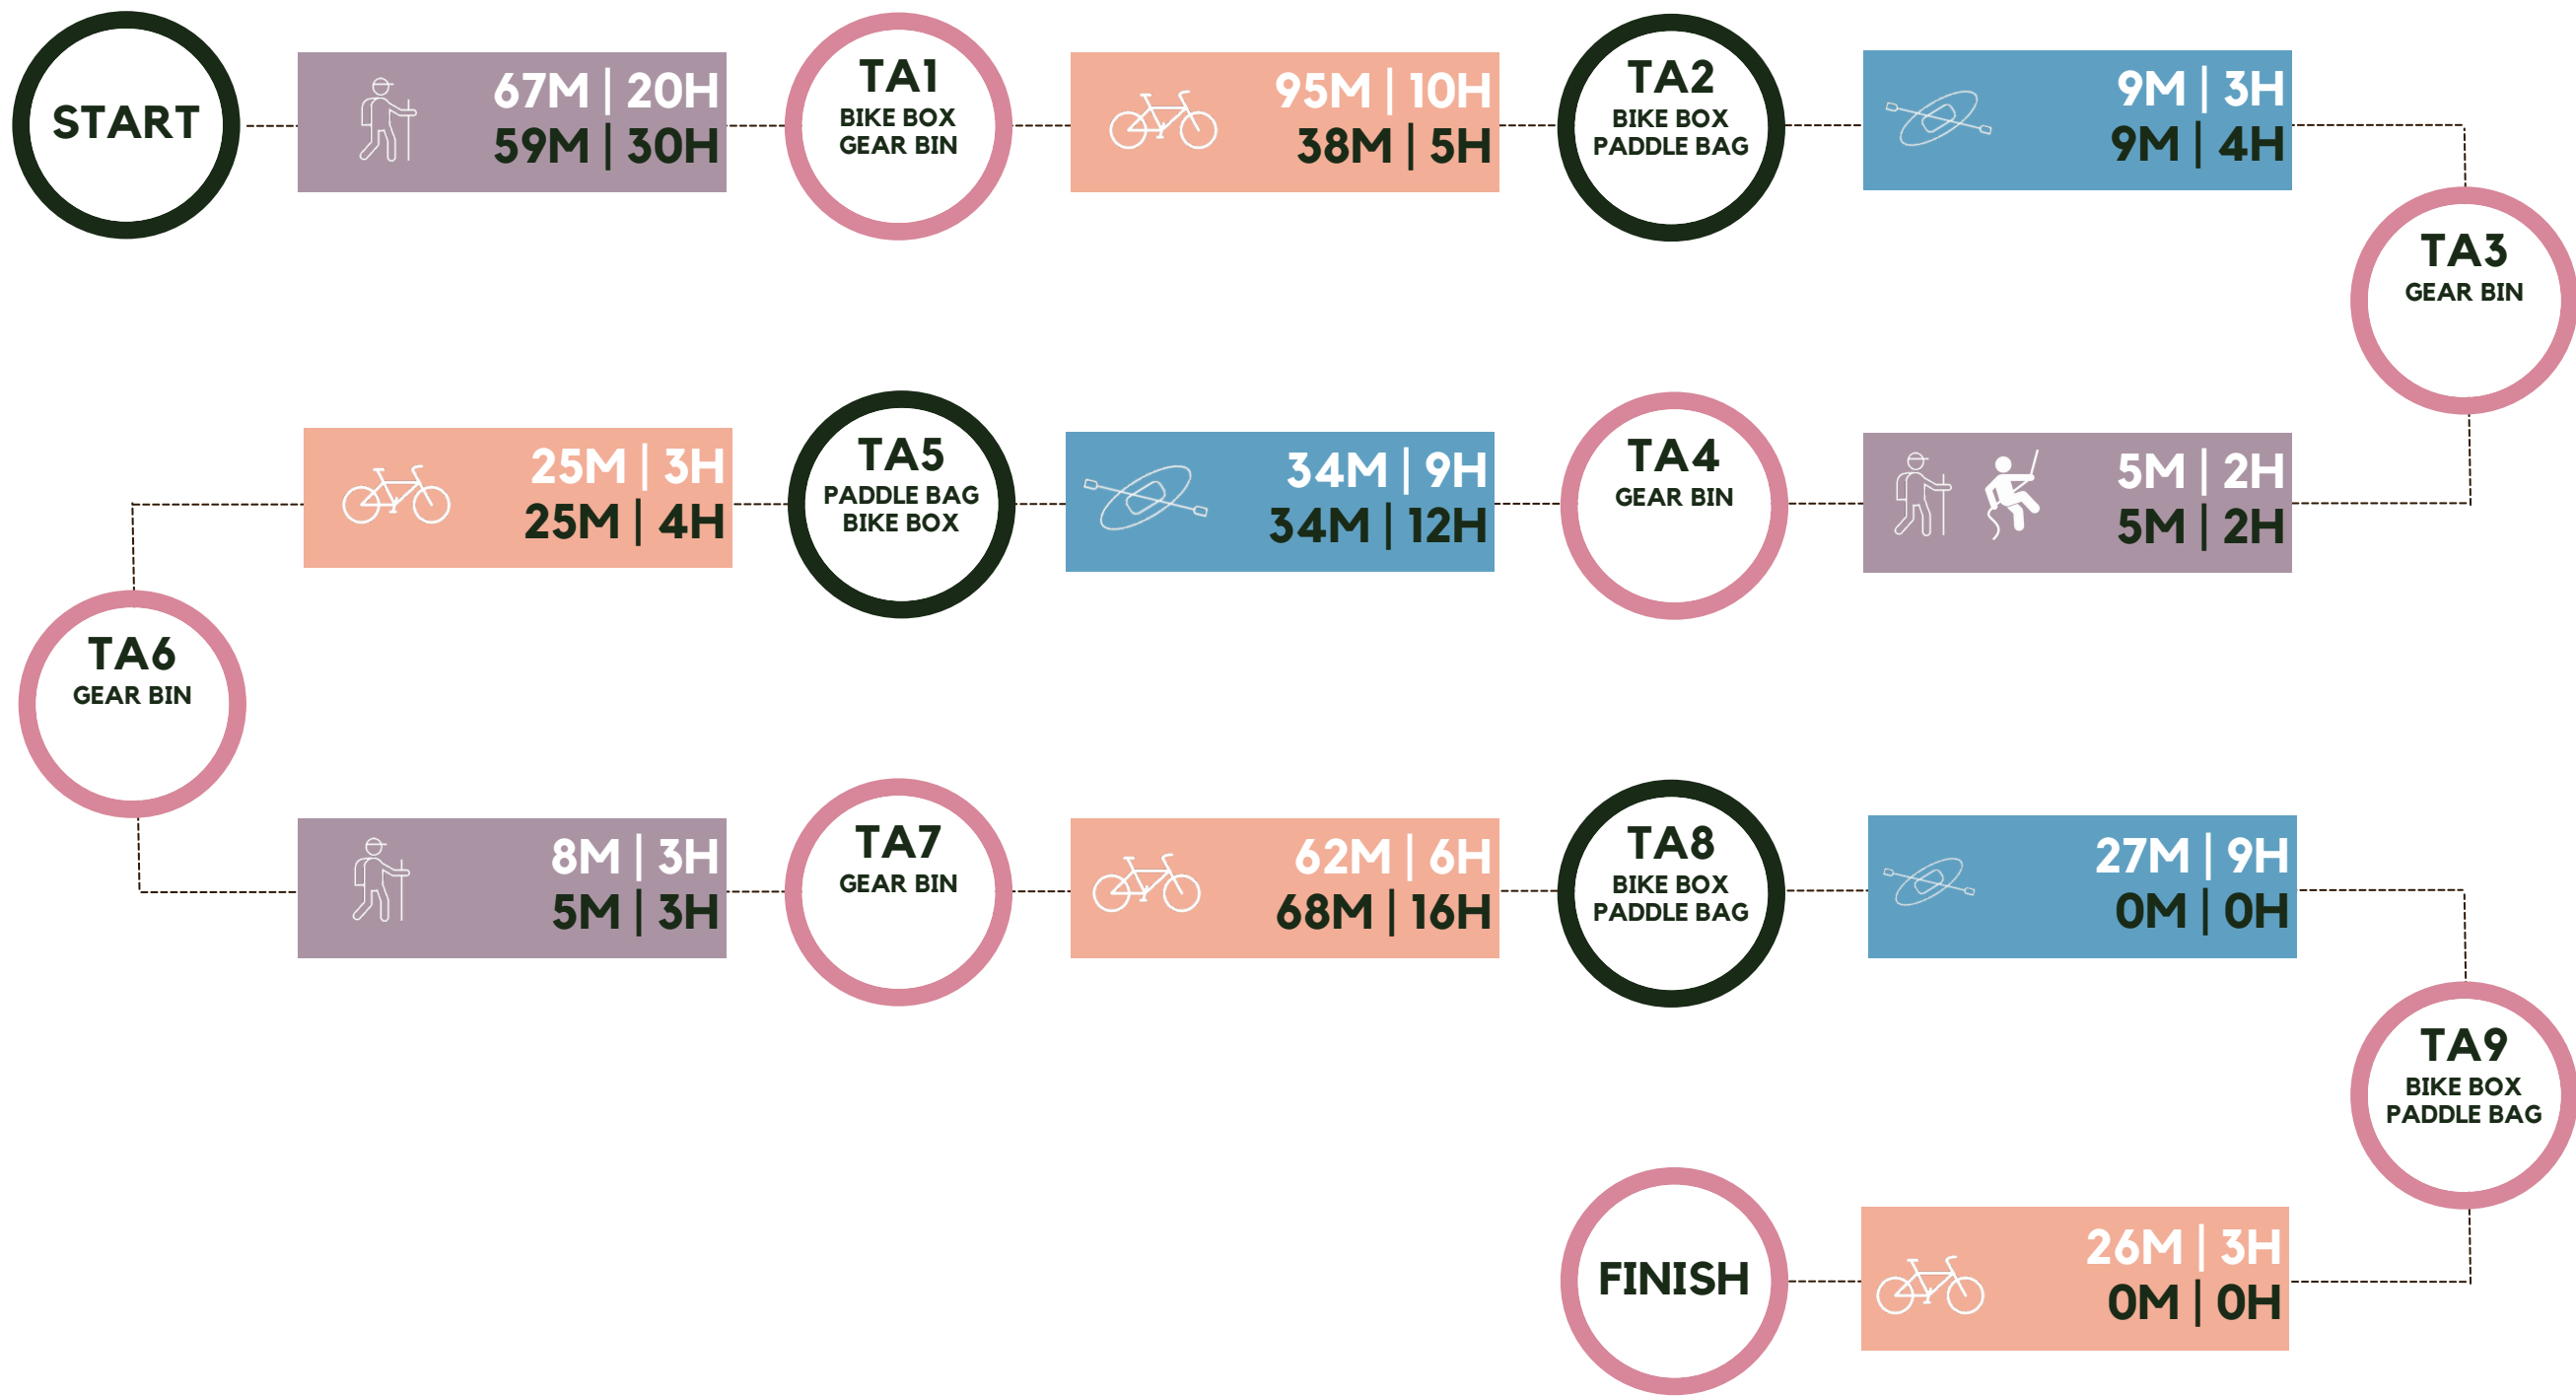 START
67M | 20H
59M | 30H
TA1
BIKE BOX
GEAR BIN
95M | 10H
38M | 5H
TA2
BIKE BOX
PADDLE BAG
9M | 3H
9M | 4H
TA3
GEAR BIN
5M | 2H
5M | 2H
TA4
GEAR BIN
34M | 9H
34M | 12H
TA5
PADDLE BAG
BIKE BOX
25M | 3H
25M | 4H
TA6
GEAR BIN
8M | 3H
5M | 3H
TA7
GEAR BIN
62M | 6H
68M | 16H
TA8
BIKE BOX
PADDLE BAG
27M | 9H
0M | 0H
TA9
BIKE BOX
PADDLE BAG
26M | 3H
0M | 0H
FINISH